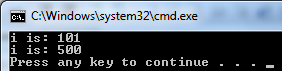 C:\Windows\system32\cmd.exe
i is: 101
i is: 500
Press any key to continue . . . _